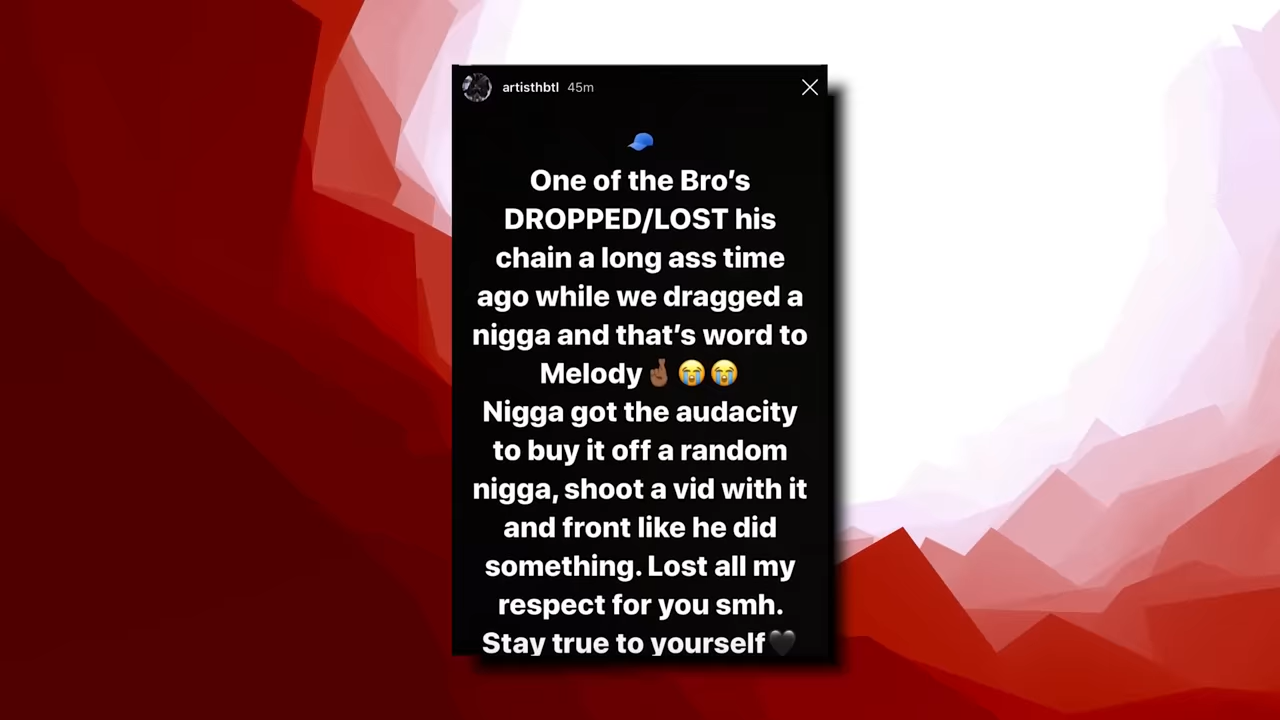 artisthbtl 45m
🧢
One of the Bro's
DROPPED/LOST his
chain a long ass time
ago while we dragged a
nigga and that's word to
Melody🤞🏾😭😭
Nigga got the audacity
to buy it off a random
nigga, shoot a vid with it
and front like he did
something. Lost all my
respect for you smh.
Stay true to yourself🖤